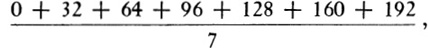 0 + 32 + 64 + 96 + 128 + 160 + 192
7 ,